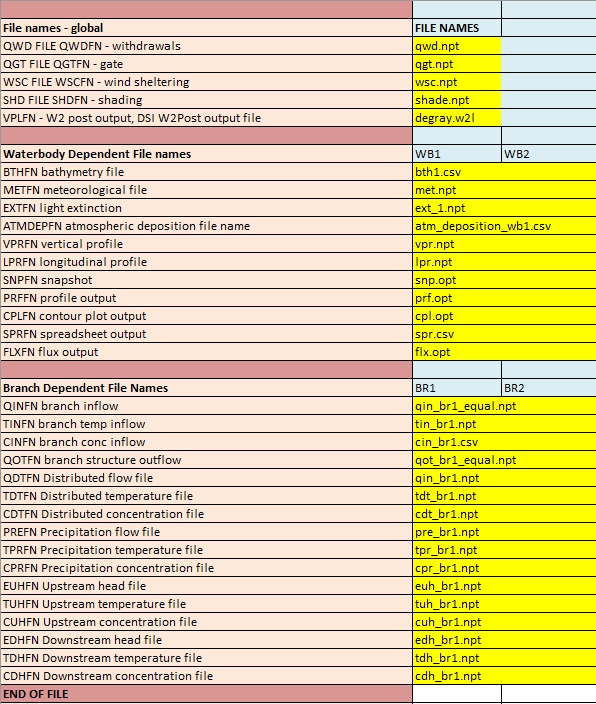 File names - global FILE NAMES
QWD FILE QWDFN - withdrawals qwd.npt
QGT FILE QGTFN - gate qgt.npt
WSC FILE WSCFN - wind sheltering wsc.npt
SHD FILE SHDFN - shading shade.npt
VPLFN - W2 post output, DSI W2Post output file degray.w2l
Waterbody Dependent File names WB1 WB2
BTHFN bathymetry file bth1.csv
METFN meteorological file met.npt
EXTFN light extinction ext_1.npt
ATMDEPFN atmospheric deposition file name atm_deposition_wb1.csv
VPRFN vertical profile vpr.npt
LPRFN longitudinal profile lpr.npt
SNPFN snapshot snp.opt
PRFFN profile output prf.opt
CPLFN contour plot output cpl.opt
SPRFN spreadsheet output spr.csv
FLXFN flux output flx.opt
Branch Dependent File Names BR1 BR2
QINFN branch inflow qin_br1_equal.npt
TINFN branch temp inflow tin_br1.npt
CINFN branch conc inflow cin_br1.csv
QOTFN branch structure outflow qot_br1_equal.npt
QDTFN Distributed flow file qin_br1.npt
TDTFN Distributed temperature file tdt_br1.npt
CDTFN Distributed concentration file cdt_br1.npt
PREFN Precipitation flow file pre_br1.npt
TPRFN Precipitation temperature file tpr_br1.npt
CPRFN Precipitation concentration file cpr_br1.npt
EUHFN Upstream head file euh_br1.npt
TUHFN Upstream temperature file tuh_br1.npt
CUHFN Upstream concentration file cuh_br1.npt
EDHFN Downstream head file edh_br1.npt
TDHFN Downstream temperature file tdh_br1.npt
CDHFN Downstream concentration file cdh_br1.npt
END OF FILE